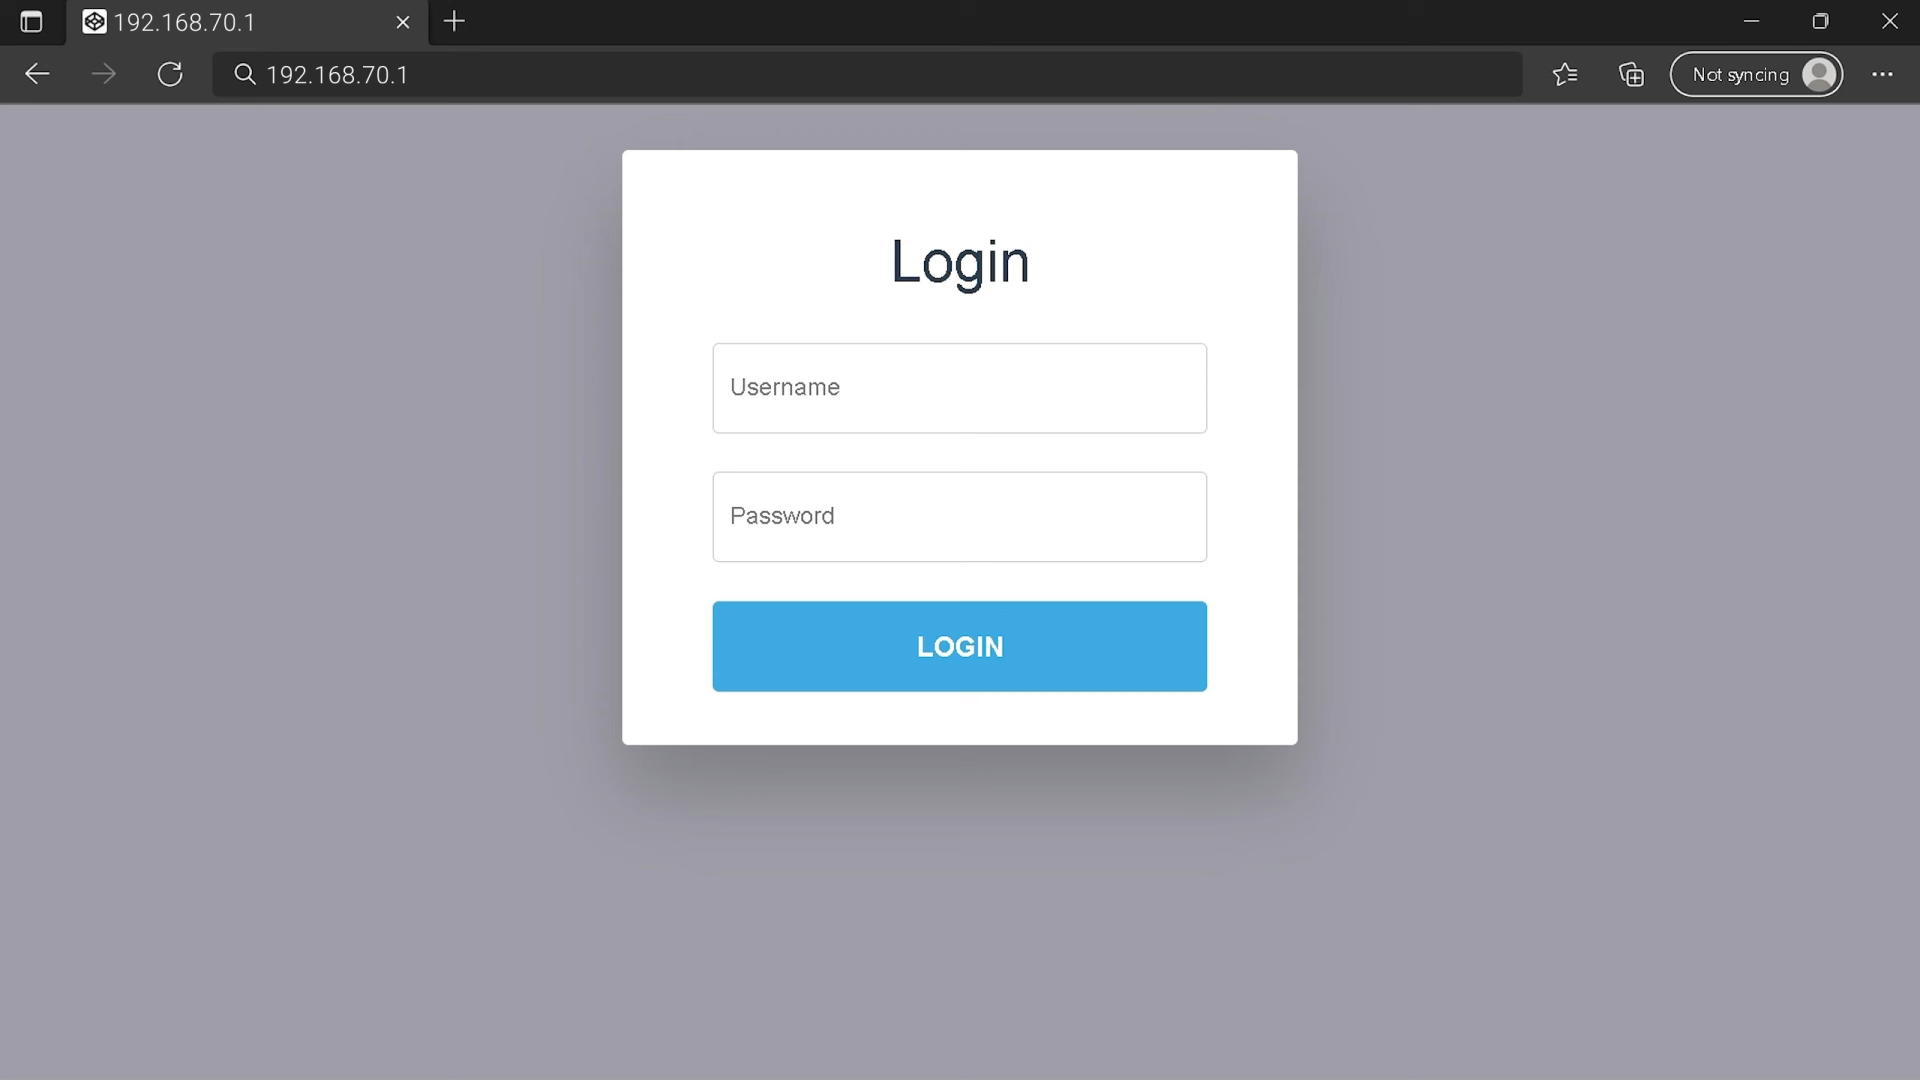 192.168.70.1
192.168.70.1
Not syncing
Login
Username
Password
LOGIN